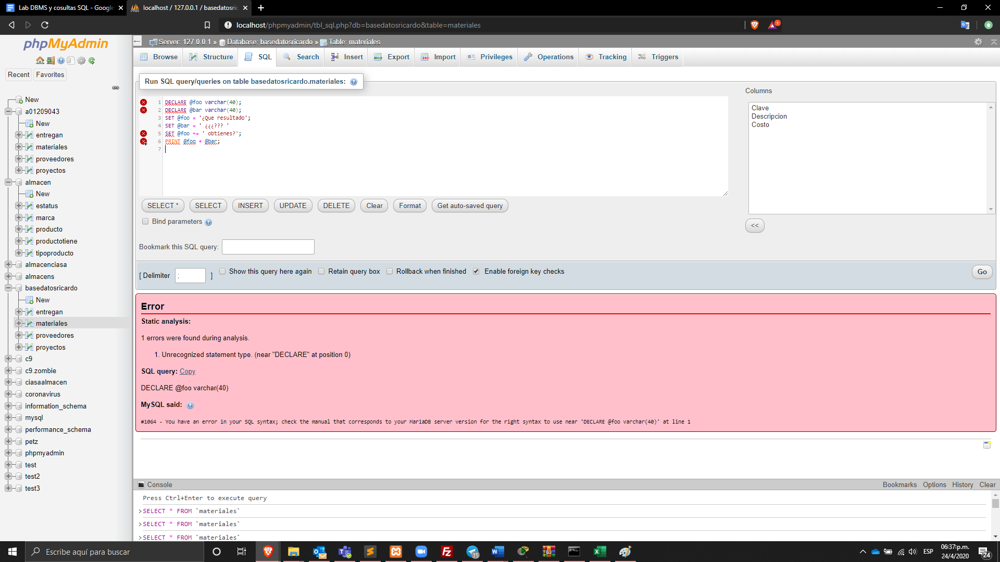 Lab DBMS y cosultas SQL - Google
localhost / 127.0.0.1 / basedatosric
localhost/phpmyadmin/tbl_sql.php?db=basedatosricardo&table=materiales
1
phpMyAdmin
Recent
Favorites
New
a01209043
New
entregan
materiales
proveedores
proyectos
almacen
New
estatus
marca
producto
productotiene
tipoproducto
almacenciasa
almacens
basedatosricardo
New
entregan
materiales
proveedores
proyectos
c9
c9.zombie
ciasaalmacen
coronavirus
information_schema
mysql
performance_schema
petz
phpmyadmin
test
test2
test3
Server: 127.0.0.1 » Database: basedatosricardo » Table: materiales
Browse
Structure
SQL
Search
Insert
Export
Import
Privileges
Operations
Tracking
Triggers
Run SQL query/queries on table basedatosricardo.materiales:
1 DECLARE @foo varchar(40);
2 DECLARE @bar varchar(40);
3 SET @foo = '¿Que resultado';
4 SET @bar = ' ¿¿¿??? '
5 SET @foo += ' obtienes?';
6 PRINT @foo + @bar;
7
Columns
Clave
Descripcion
Costo
SELECT *
SELECT
INSERT
UPDATE
DELETE
Clear
Format
Get auto-saved query
<<
Bind parameters
Bookmark this SQL query:
[ Delimiter ; ]
Show this query here again
Retain query box
Rollback when finished
Enable foreign key checks
Go
Error
Static analysis:
1 errors were found during analysis.
1. Unrecognized statement type. (near "DECLARE" at position 0)
SQL query: Copy
DECLARE @foo varchar(40)
MySQL said:
#1064 - You have an error in your SQL syntax; check the manual that corresponds to your MariaDB server version for the right syntax to use near 'DECLARE @foo varchar(40)' at line 1
Console
Bookmarks
Options
History
Clear
Press Ctrl+Enter to execute query
>SELECT * FROM `materiales`
>SELECT * FROM `materiales`
>SELECT * FROM `materiales`
Escribe aquí para buscar
35
ESP
06:37:p.m.
24/4/2020
24